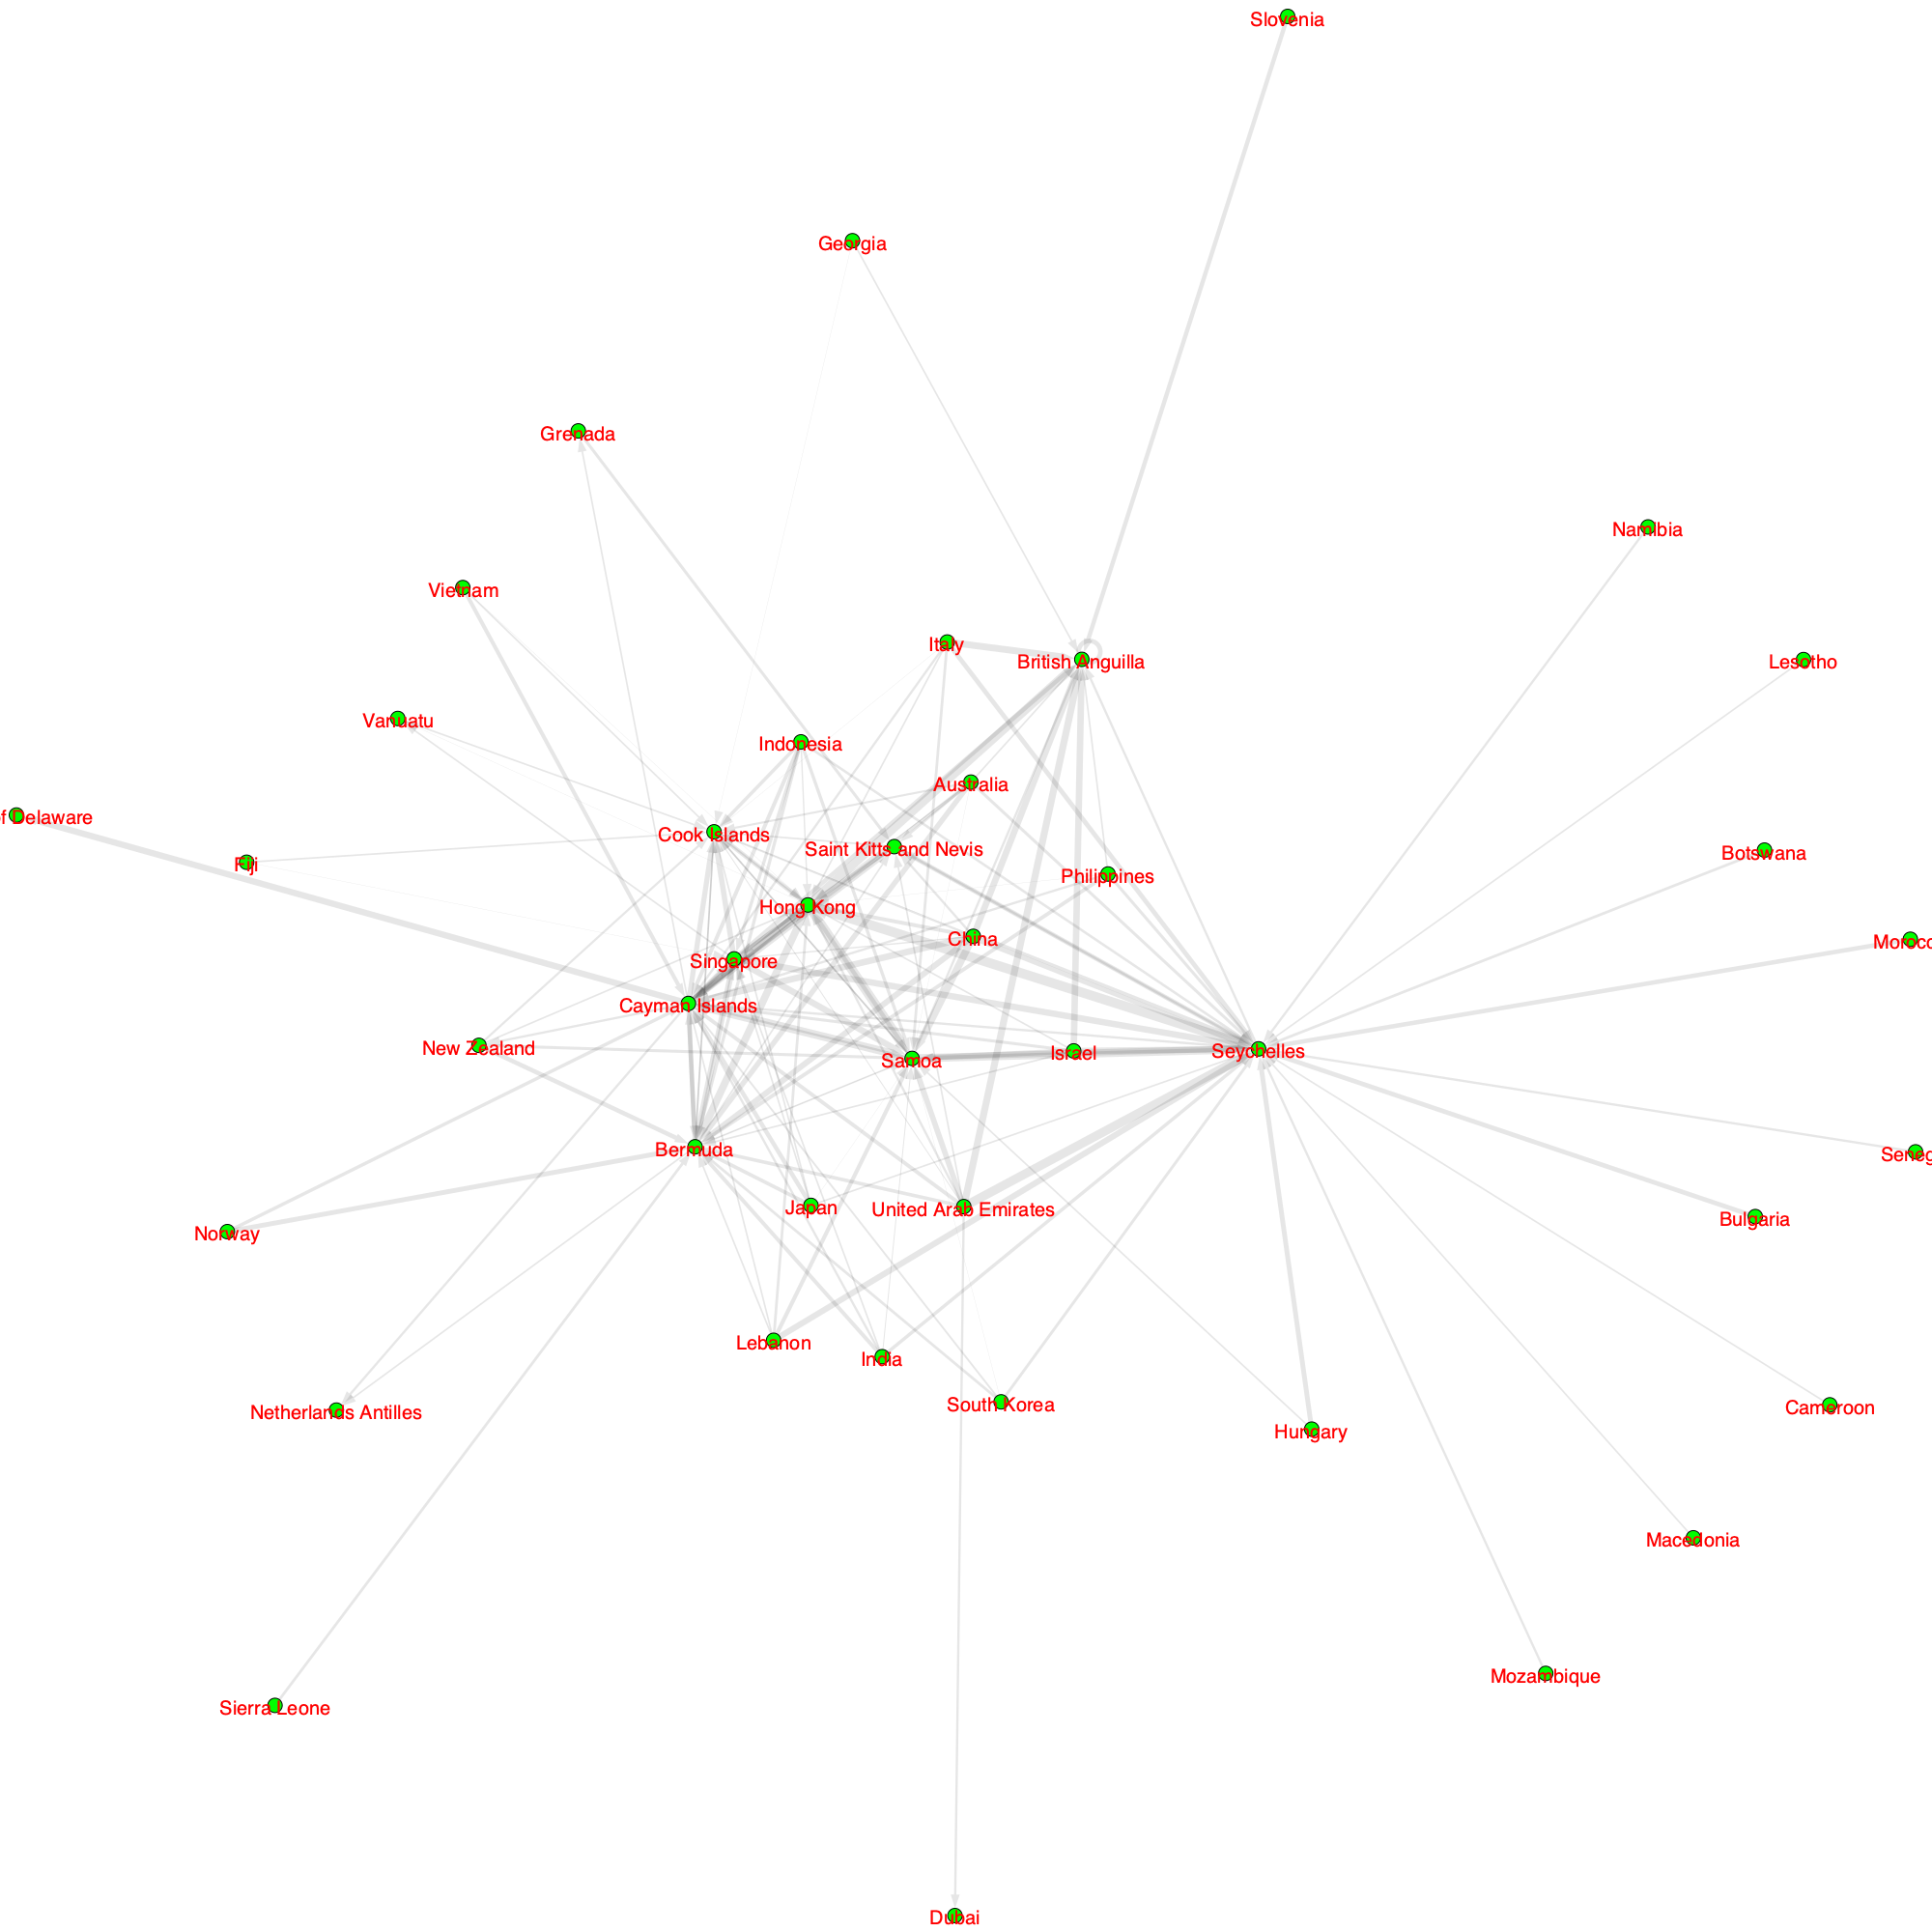 Slovenia
Georgia
Grenada
Namibia
Vietnam
Italy
British Anguilla
Lesotho
Vanuatu
Indonesia
Australia
of Delaware
Cook Islands
Saint Kitts and Nevis
Botswana
Fiji
Philippines
Hong Kong
China
Moroc
Singapore
Cayman Islands
New Zealand
Samoa
Israel
Seychelles
Bermuda
Seneg
Japan
United Arab Emirates
Bulgaria
Norway
Lebanon
India
South Korea
Netherlands Antilles
Cameroon
Hungary
Macedonia
Mozambique
Sierra Leone
Dubai